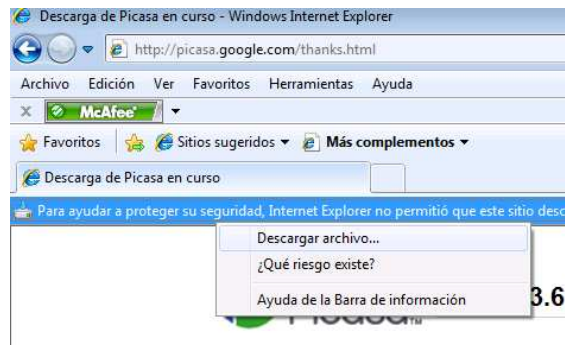 Descarga de Picasa en curso - Windows Internet Explorer
http://picasa.google.com/thanks.html
Archivo Edición Ver Favoritos Herramientas Ayuda
x McAfee
Favoritos Sitios sugeridos Más complementos
Descarga de Picasa en curso
Para ayudar a proteger su seguridad, Internet Explorer no permitió que este sitio desc
Descargar archivo...
¿Qué riesgo existe?
Ayuda de la Barra de información
3.6